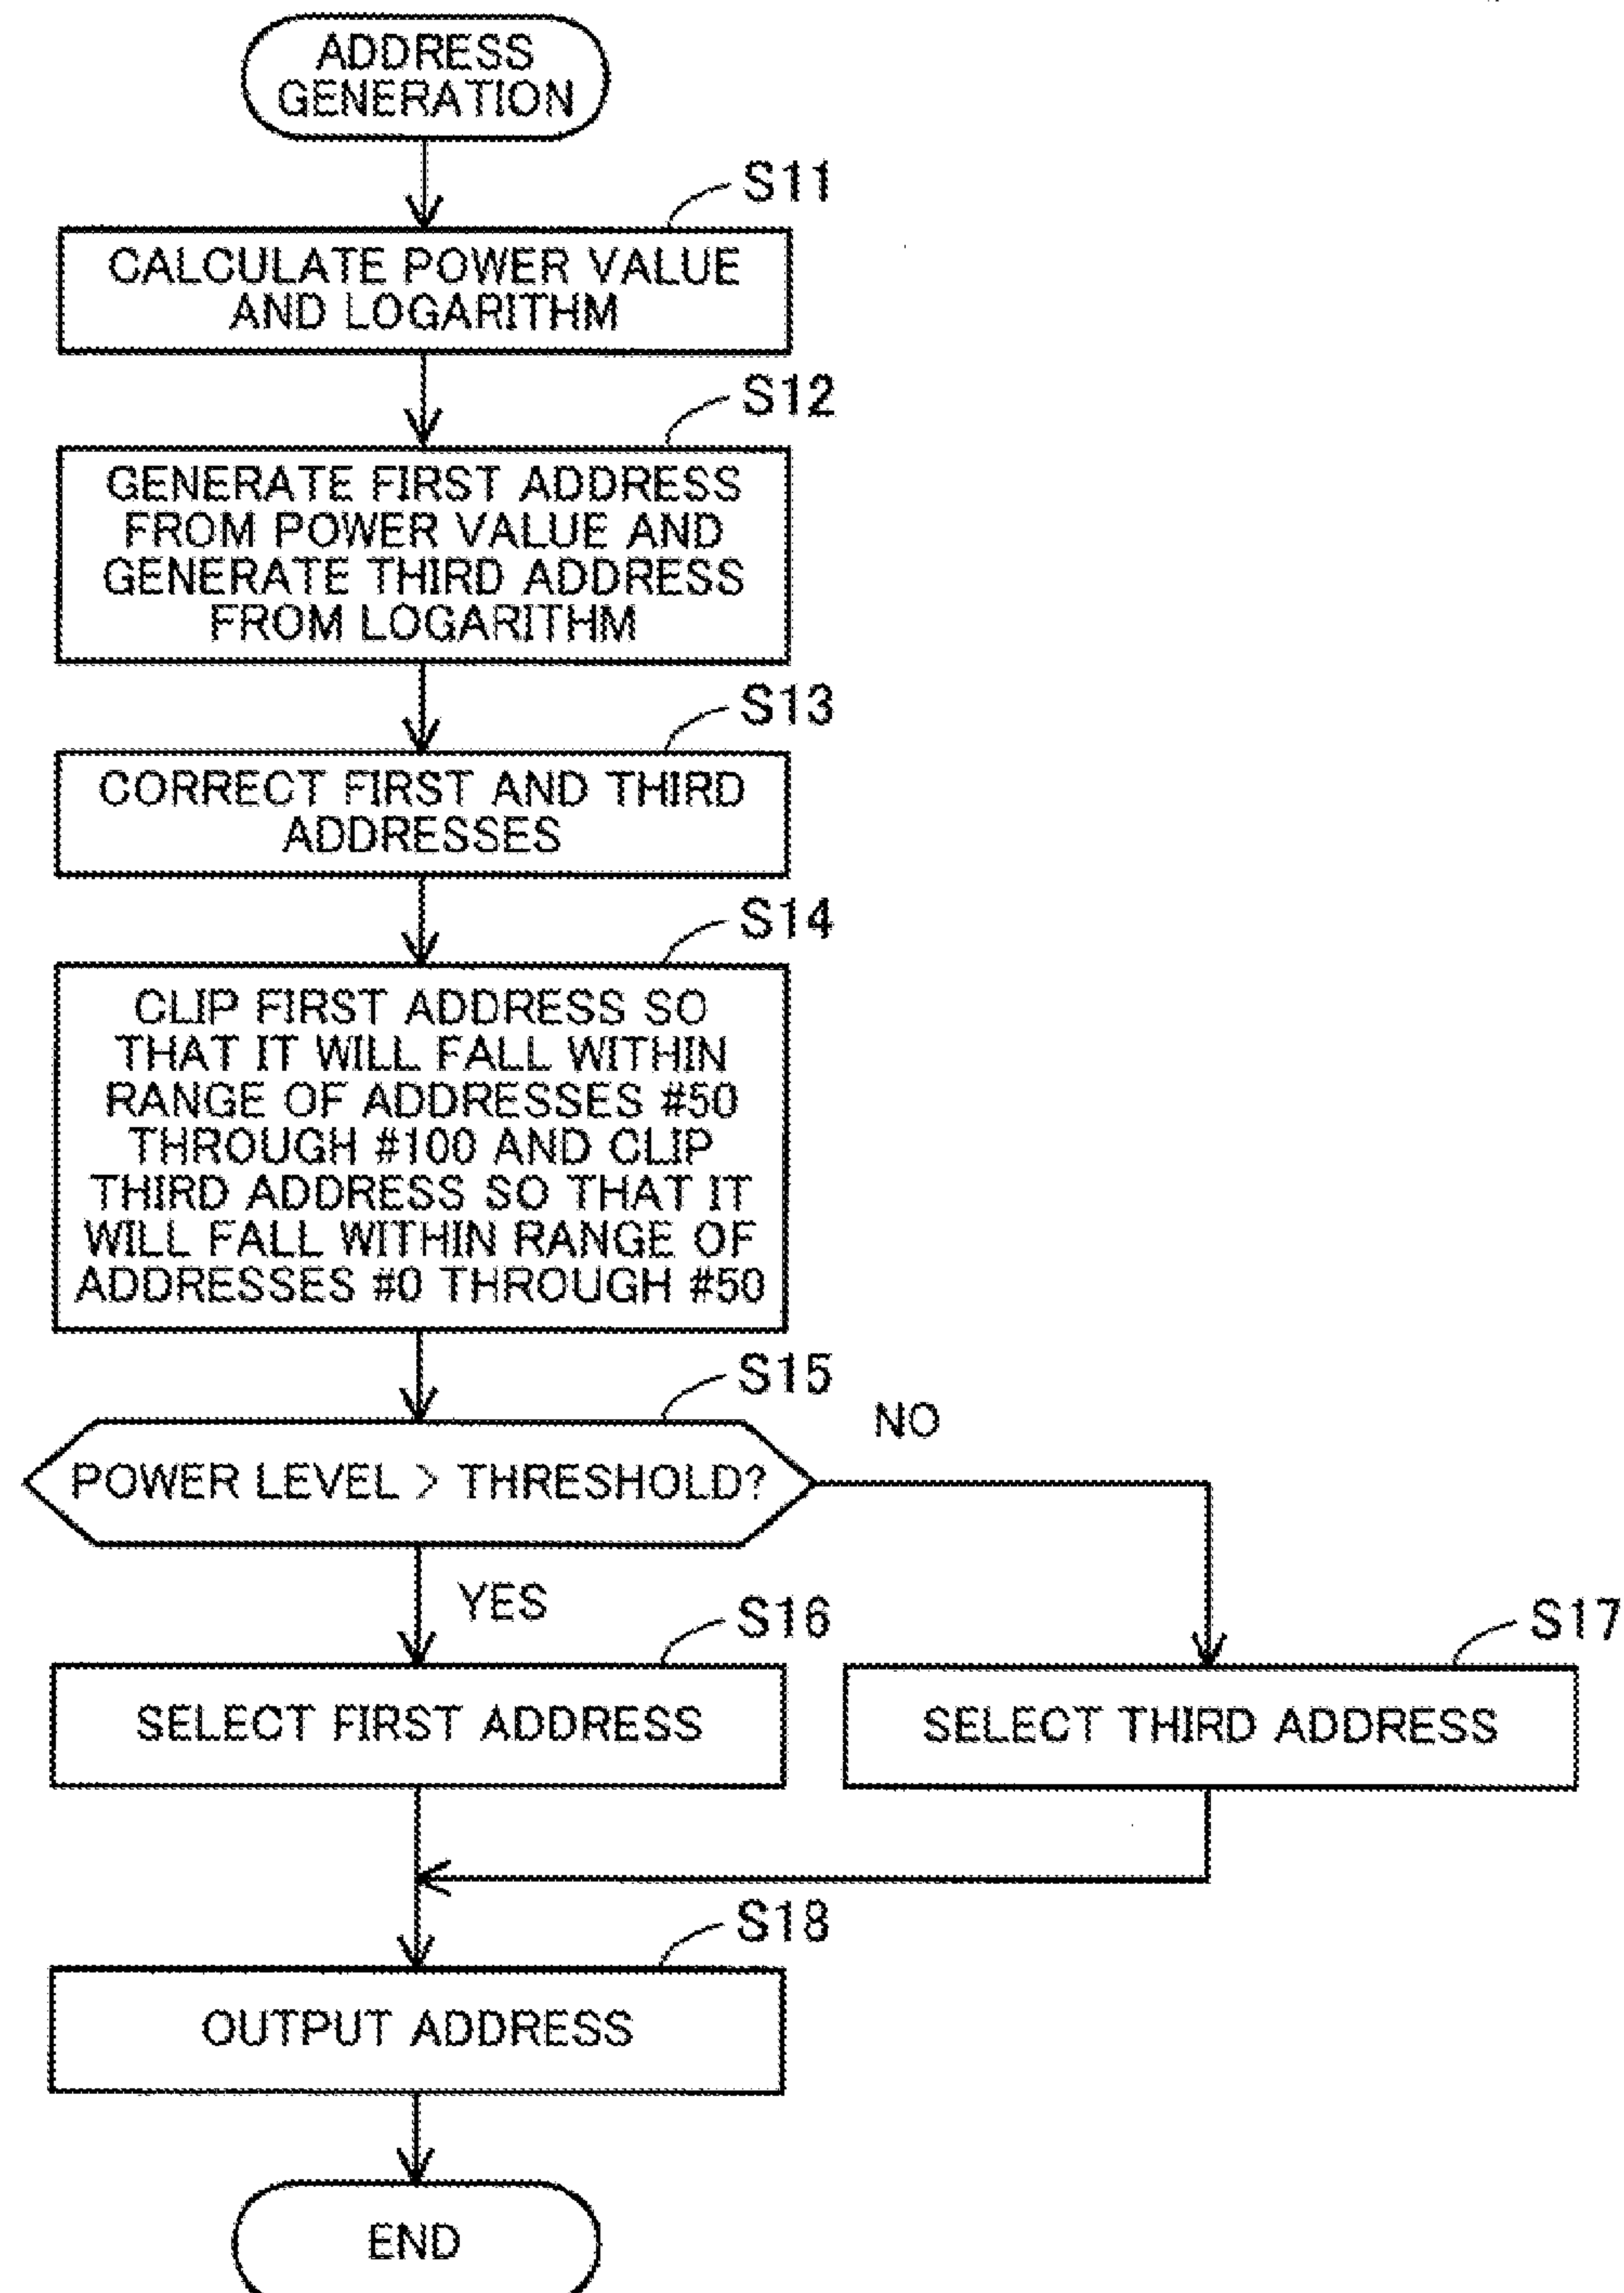 ADDRESS
GENERATION
S11
CALCULATE POWER VALUE
AND LOGARITHM
S12
GENERATE FIRST ADDRESS
FROM POWER VALUE AND
GENERATE THIRD ADDRESS
FROM LOGARITHM
S13
CORRECT FIRST AND THIRD
ADDRESSES
S14
CLIP FIRST ADDRESS SO
THAT IT WILL FALL WITHIN
RANGE OF ADDRESSES #50
THROUGH #100 AND CLIP
THIRD ADDRESS SO THAT IT
WILL FALL WITHIN RANGE OF
ADDRESSES #0 THROUGH #50
S15
NO
POWER LEVEL > THRESHOLD?
YES
S16
S17
SELECT FIRST ADDRESS
SELECT THIRD ADDRESS
S18
OUTPUT ADDRESS
END